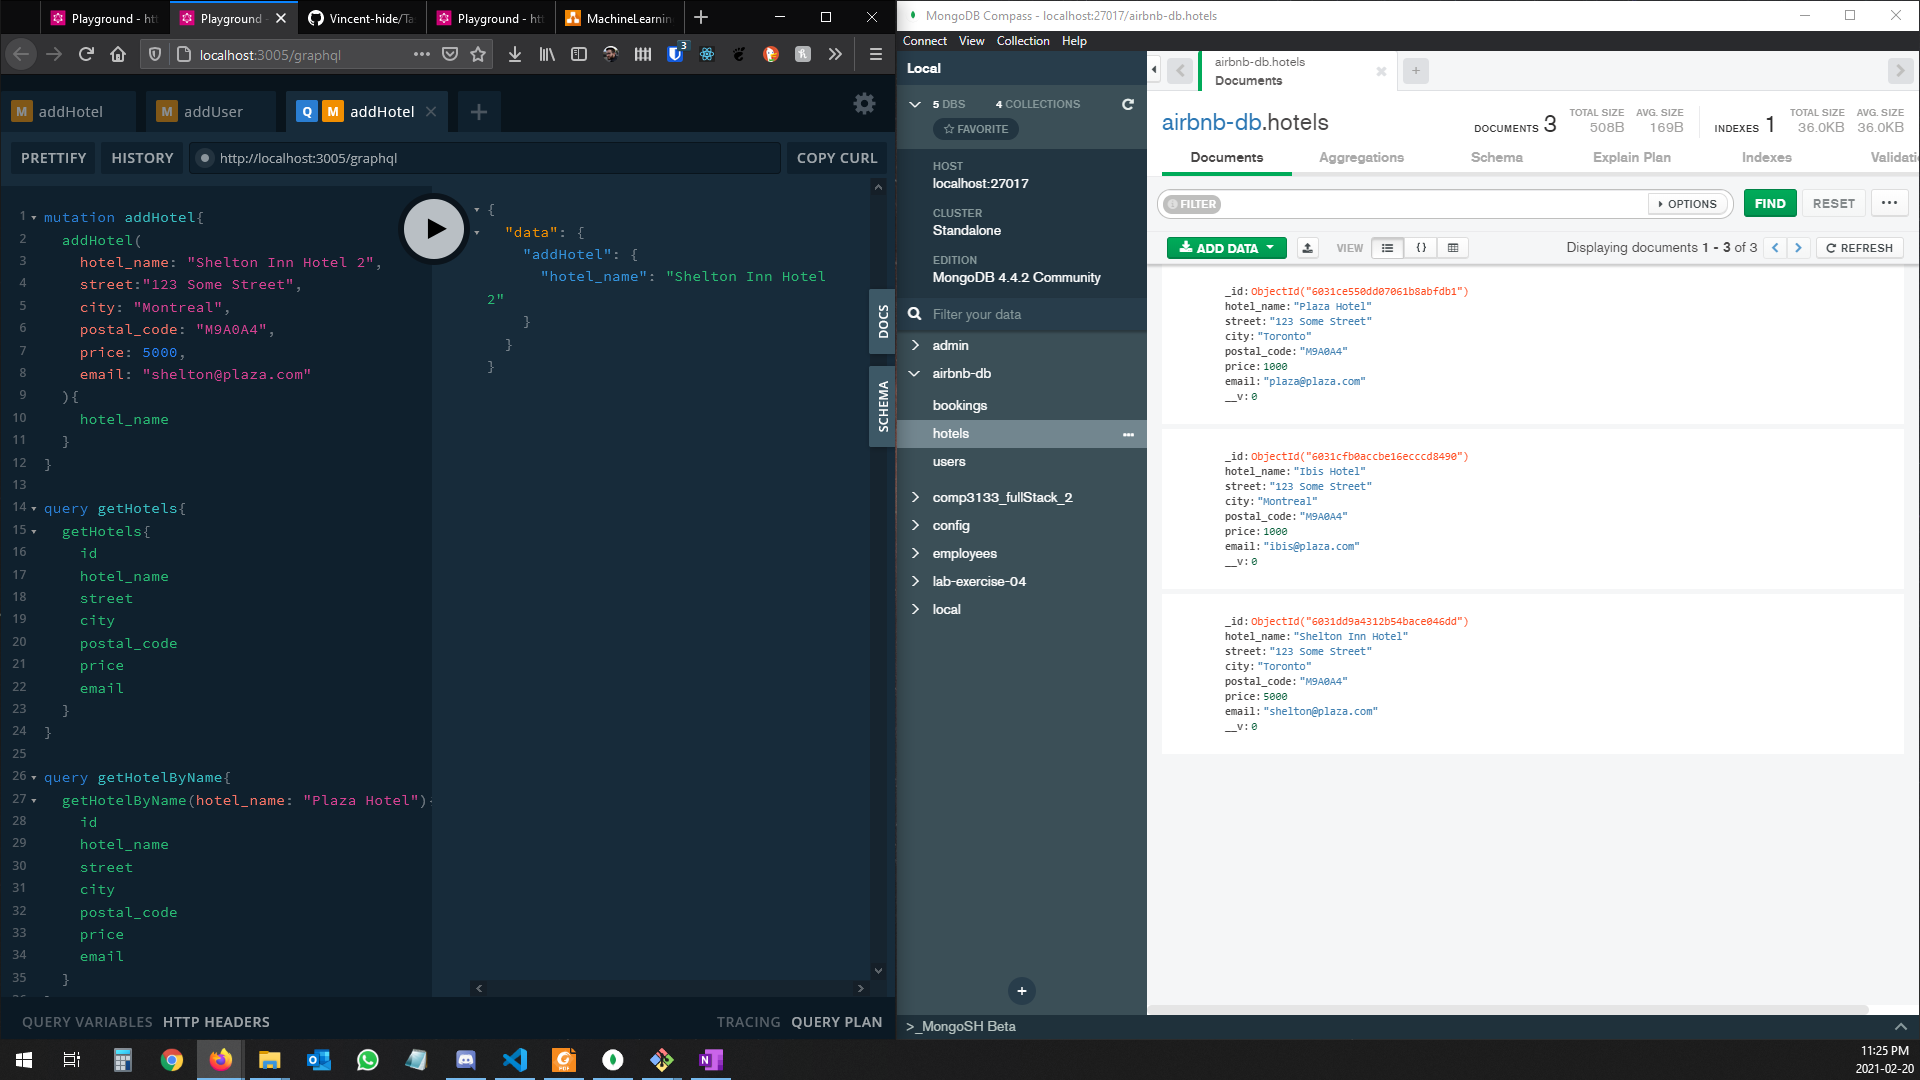 Playground - htt
Playground -
Vincent-hide/Tas
Playground - htt
MachineLearning
localhost:3005/graphql
3
M addHotel
M addUser
Q M addHotel
PRETTIFY
HISTORY
http://localhost:3005/graphql
COPY CURL
1 mutation addHotel{
2 addHotel(
3 hotel_name: "Shelton Inn Hotel 2",
4 street:"123 Some Street",
5 city: "Montreal",
6 postal_code: "M9A0A4",
7 price: 5000,
8 email: "shelton@plaza.com"
9 ){
10 hotel_name
11 }
12 }
13
14 query getHotels{
15 getHotels{
16 id
17 hotel_name
18 street
19 city
20 postal_code
21 price
22 email
23 }
24 }
25
26 query getHotelByName{
27 getHotelByName(hotel_name: "Plaza Hotel"){
28 id
29 hotel_name
30 street
31 city
32 postal_code
33 price
34 email
35 }
{
"data": {
"addHotel": {
"hotel_name": "Shelton Inn Hotel
2"
}
}
}
DOCS
SCHEMA
QUERY VARIABLES
HTTP HEADERS
TRACING
QUERY PLAN
MongoDB Compass - localhost:27017/airbnb-db.hotels
Connect View Collection Help
Local
5 DBS 4 COLLECTIONS
FAVORITE
HOST
localhost:27017
CLUSTER
Standalone
EDITION
MongoDB 4.4.2 Community
Filter your data
admin
airbnb-db
bookings
hotels
users
comp3133_fullStack_2
config
employees
lab-exercise-04
local
>_MongoSH Beta
airbnb-db.hotels
Documents
airbnb-db.hotels
DOCUMENTS 3
TOTAL SIZE
508B
AVG. SIZE
169B
INDEXES 1
TOTAL SIZE
36.0KB
AVG. SIZE
36.0KB
Documents
Aggregations
Schema
Explain Plan
Indexes
Validati
FILTER
OPTIONS
FIND
RESET
ADD DATA
VIEW
{}
Displaying documents 1 - 3 of 3
REFRESH
_id: ObjectId("6031ce550dd07061b8abfdb1")
hotel_name: "Plaza Hotel"
street: "123 Some Street"
city: "Toronto"
postal_code: "M9A0A4"
price: 1000
email: "plaza@plaza.com"
__v: 0
_id: ObjectId("6031cfb0accbe16ecccd8490")
hotel_name: "Ibis Hotel"
street: "123 Some Street"
city: "Montreal"
postal_code: "M9A0A4"
price: 1000
email: "ibis@plaza.com"
__v: 0
_id: ObjectId("6031dd9a4312b54bace046dd")
hotel_name: "Shelton Inn Hotel"
street: "123 Some Street"
city: "Toronto"
postal_code: "M9A0A4"
price: 5000
email: "shelton@plaza.com"
__v: 0
11:25 PM
2021-02-20